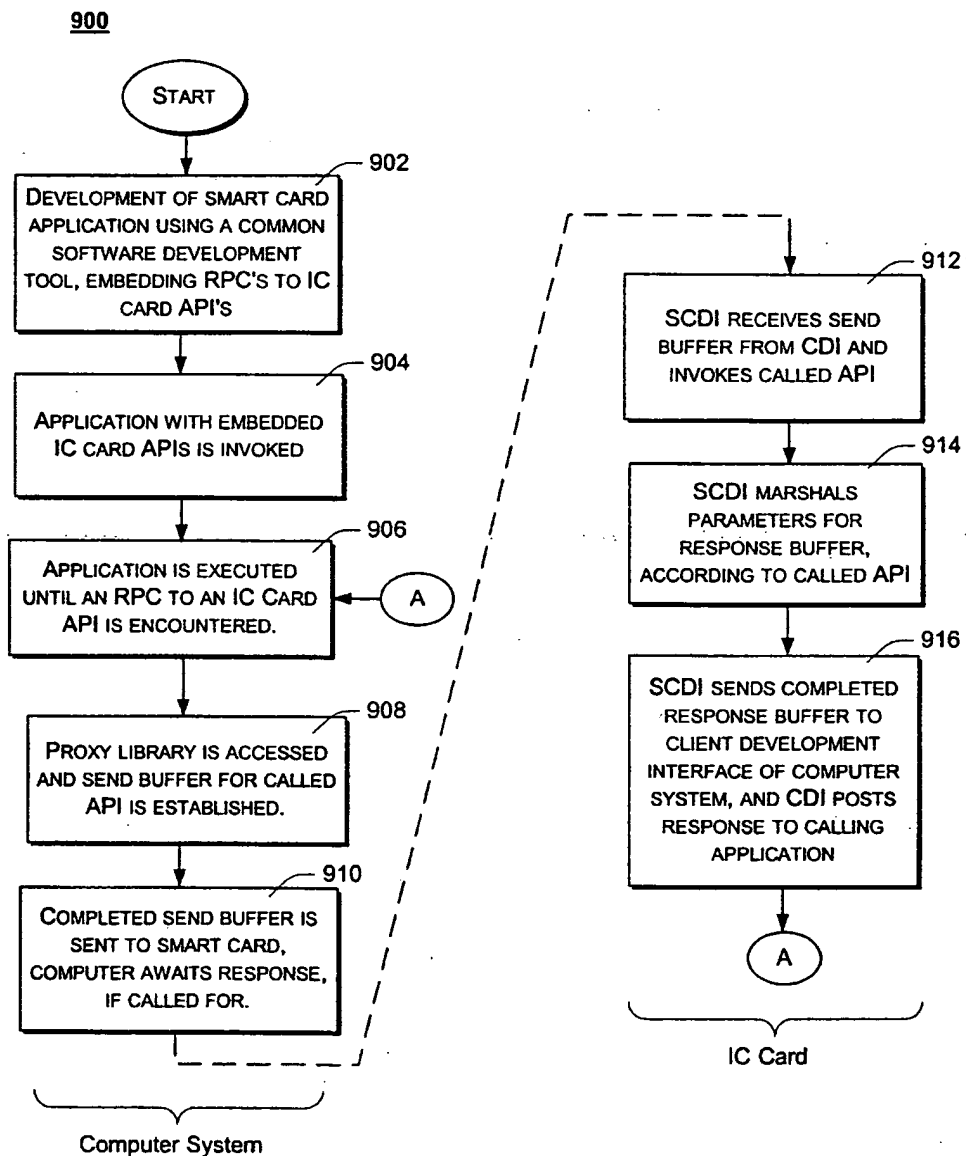 900
START
902
DEVELOPMENT OF SMART CARD
APPLICATION USING A COMMON
SOFTWARE DEVELOPMENT
TOOL, EMBEDDING RPC'S TO IC
CARD API'S
904
APPLICATION WITH EMBEDDED
IC CARD APIS IS INVOKED
906
APPLICATION IS EXECUTED
UNTIL AN RPC TO AN IC CARD
API IS ENCOUNTERED.
A
908
PROXY LIBRARY IS ACCESSED
AND SEND BUFFER FOR CALLED
API IS ESTABLISHED.
910
COMPLETED SEND BUFFER IS
SENT TO SMART CARD,
COMPUTER AWAITS RESPONSE,
IF CALLED FOR.
Computer System
912
SCDI RECEIVES SEND
BUFFER FROM CDI AND
INVOKES CALLED API
914
SCDI MARSHALS
PARAMETERS FOR
RESPONSE BUFFER,
ACCORDING TO CALLED API
916
SCDI SENDS COMPLETED
RESPONSE BUFFER TO
CLIENT DEVELOPMENT
INTERFACE OF COMPUTER
SYSTEM, AND CDI POSTS
RESPONSE TO CALLING
APPLICATION
A
IC Card